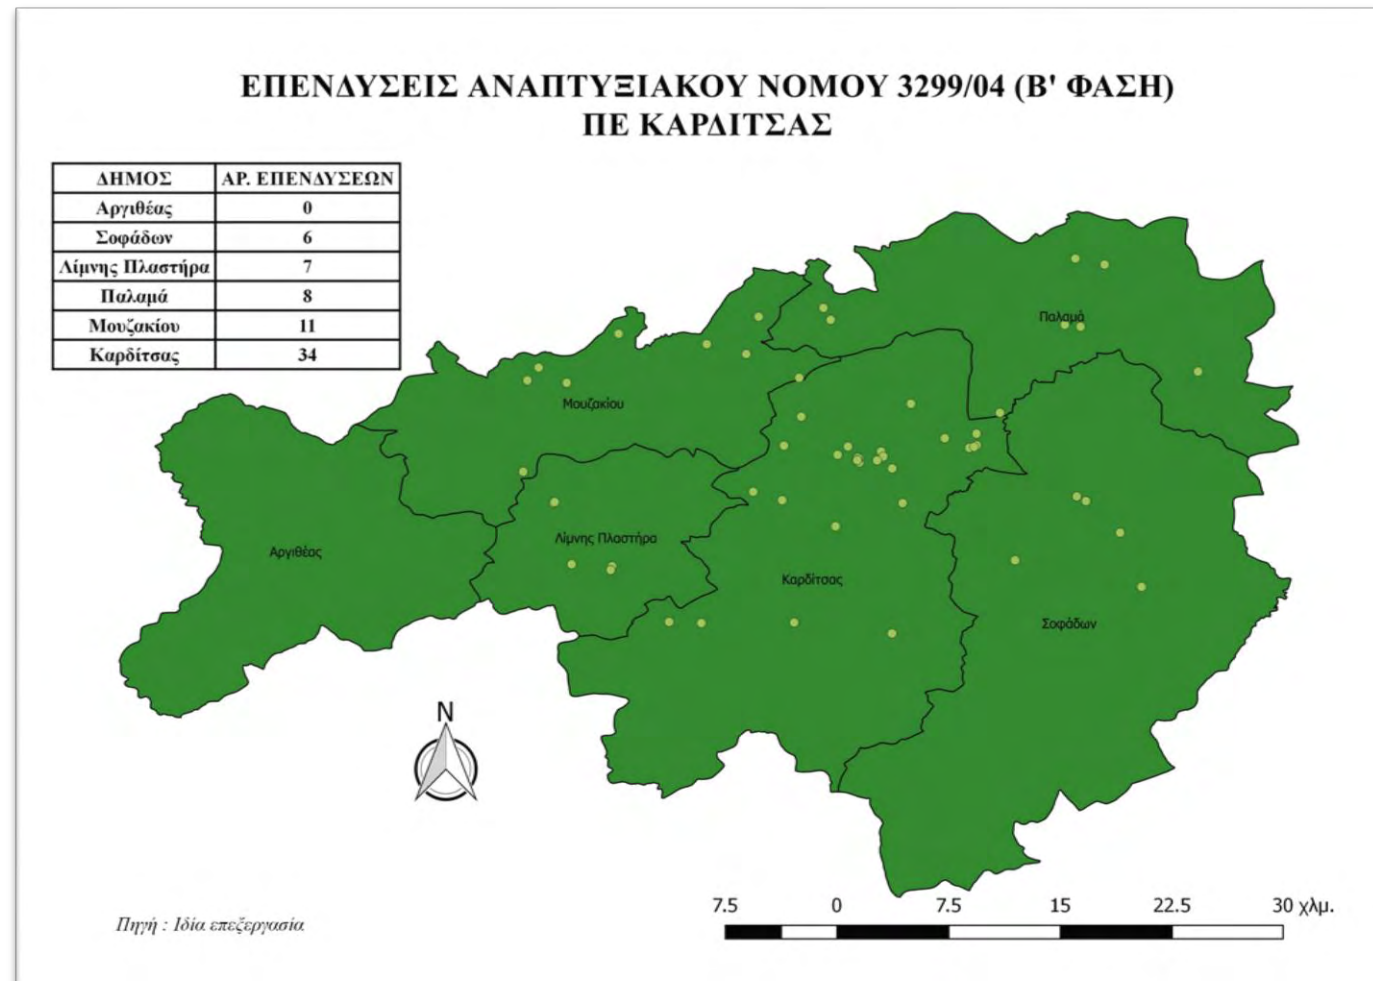 ΕΠΕΝΔΥΣΕΙΣ ΑΝΑΠΤΥΞΙΑΚΟΥ ΝΟΜΟΥ 3299/04 (Β' ΦΑΣΗ)
ΠΕ ΚΑΡΔΙΤΣΑΣ
ΔΗΜΟΣ ΑΡ. ΕΠΕΝΔΥΣΕΩΝ
Αργιθέας 0
Σοφάδων 6
Λίμνης Πλαστήρα 7
Παλαμά 8
Μουζακίου 11
Καρδίτσας 34
Παλαμά
Μουζακίου
Λίμνης Πλαστήρα
Αργιθέας
Καρδίτσας
Σοφάδων
N
7.5 0 7.5 15 22.5 30 χλμ.
Πηγή : Ιδία επεξεργασία